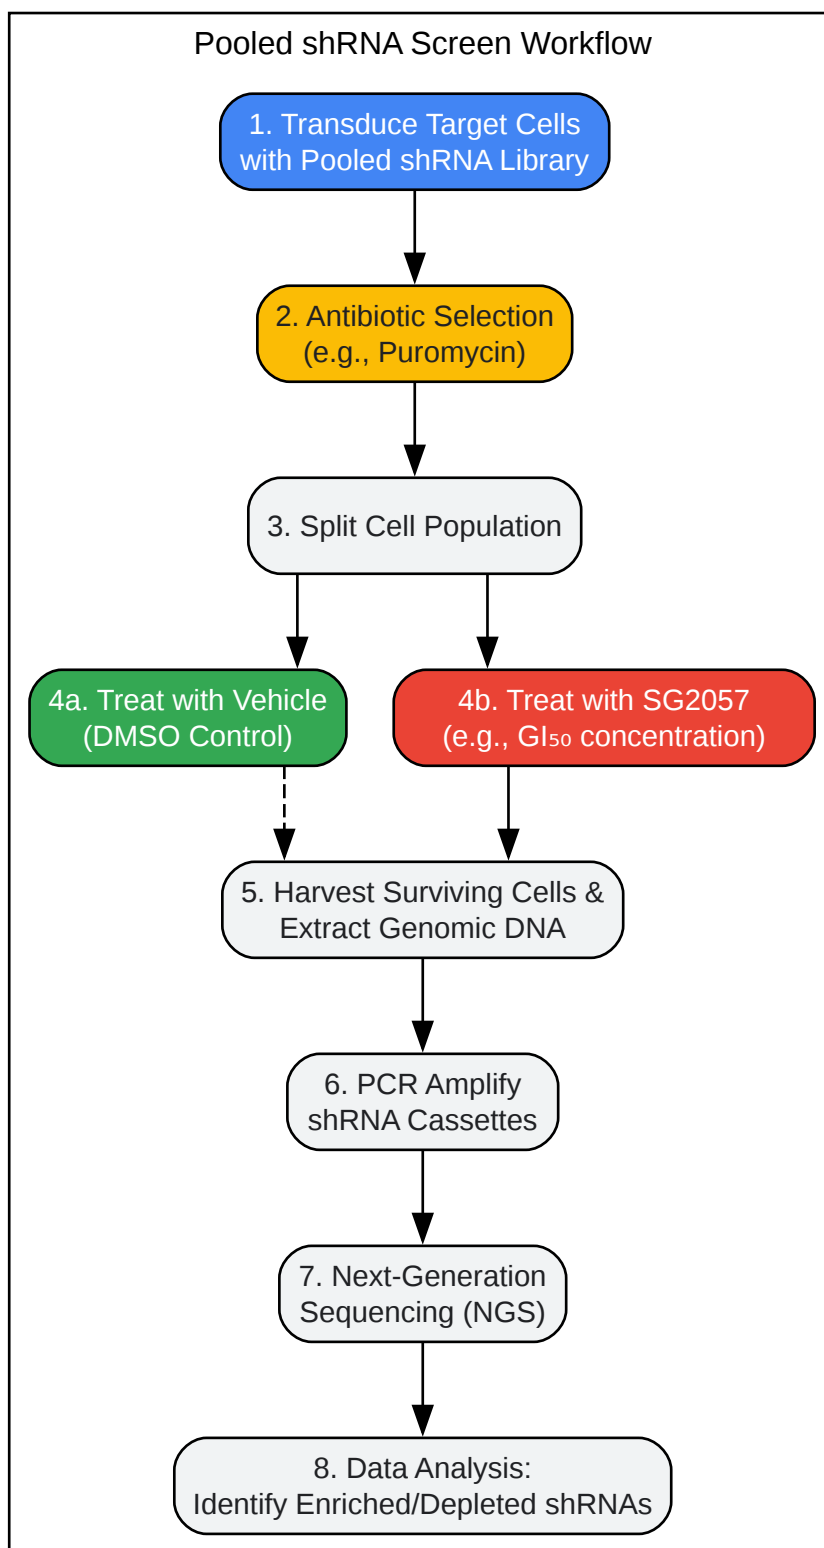 Pooled shRNA Screen Workflow
1. Transduce Target Cells
with Pooled shRNA Library
2. Antibiotic Selection
(e.g., Puromycin)
3. Split Cell Population
4a. Treat with Vehicle
(DMSO Control)
4b. Treat with SG2057
(e.g., GI₅₀ concentration)
5. Harvest Surviving Cells &
Extract Genomic DNA
6. PCR Amplify
shRNA Cassettes
7. Next-Generation
Sequencing (NGS)
8. Data Analysis:
Identify Enriched/Depleted shRNAs